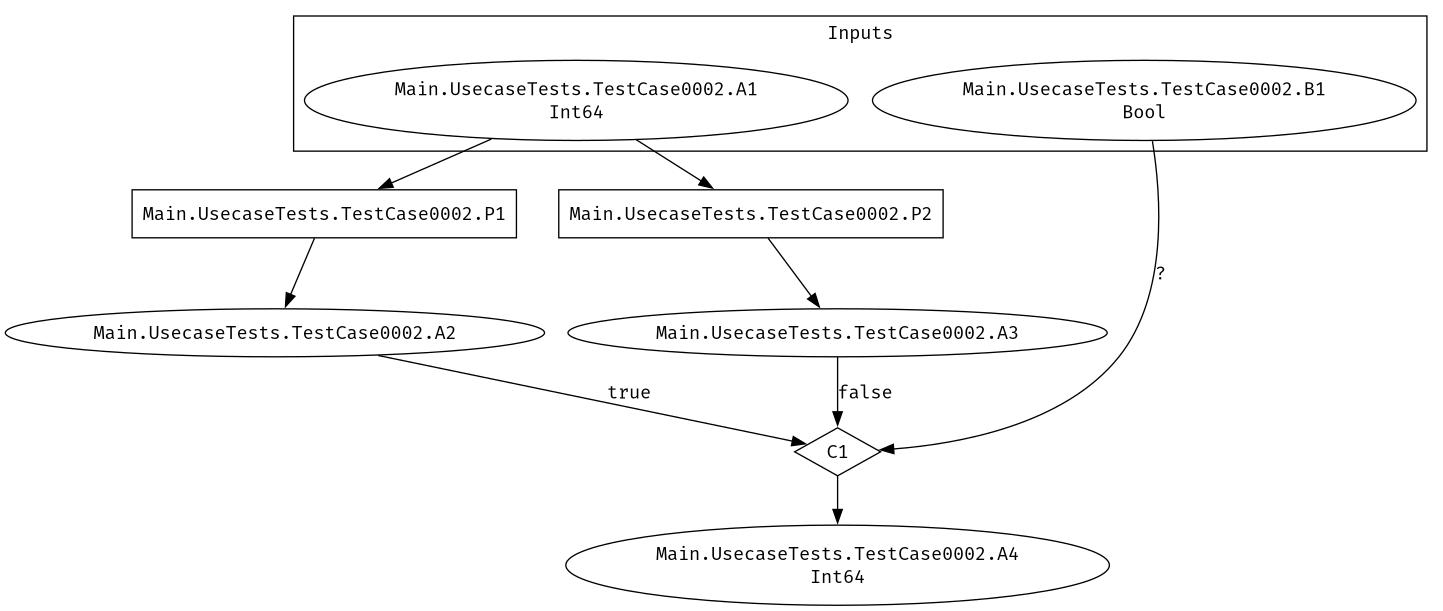 Inputs
Main.UsecaseTests.TestCase0002.A1
Int64
Main.UsecaseTests.TestCase0002.B1
Bool
Main.UsecaseTests.TestCase0002.P1
Main.UsecaseTests.TestCase0002.P2
?
Main.UsecaseTests.TestCase0002.A2
Main.UsecaseTests.TestCase0002.A3
true
false
C1
Main.UsecaseTests.TestCase0002.A4
Int64